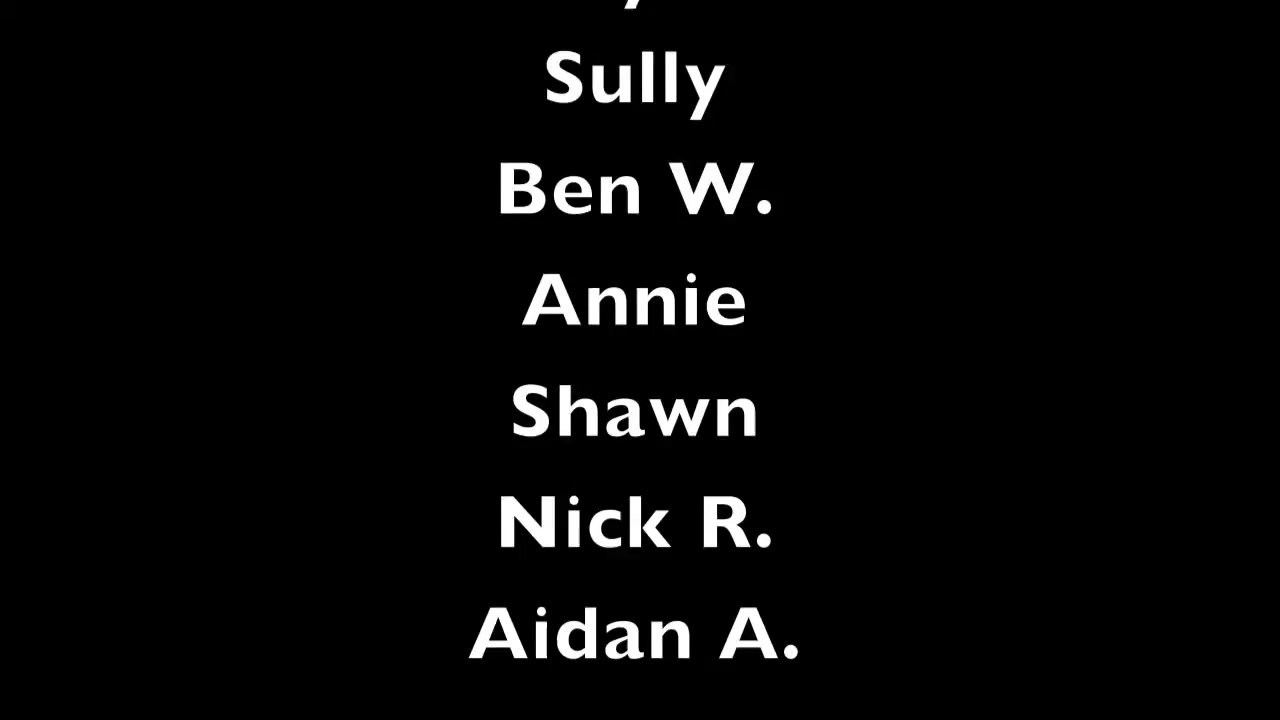 Sully
Ben W.
Annie
Shawn
Nick R.
Aidan A.